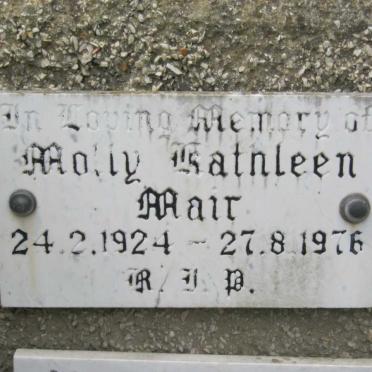 In Loving Memory of
Molly Kathleen
Mair
24.2.1924 - 27.8.1976
R.I.P.